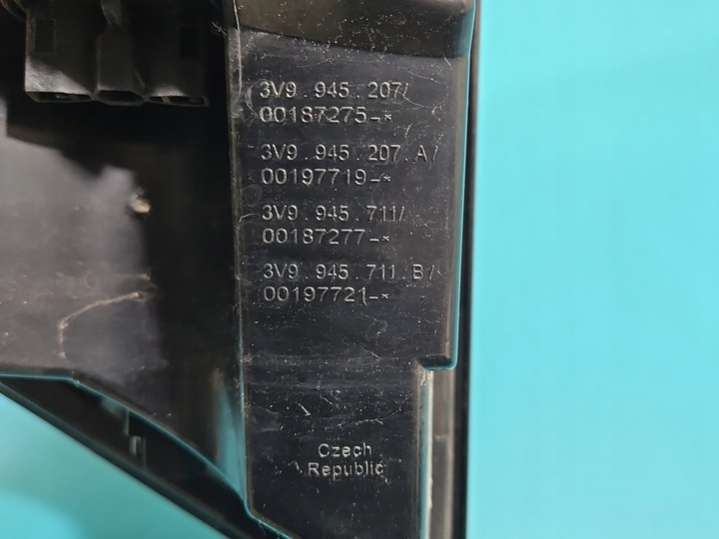 3V9.945.207/
00187275-*
3V9.945.207.A/
00197719-*
3V9.945.711/
00187277-*
3V9.945.711.B/
00197721-*
Czech
Republic